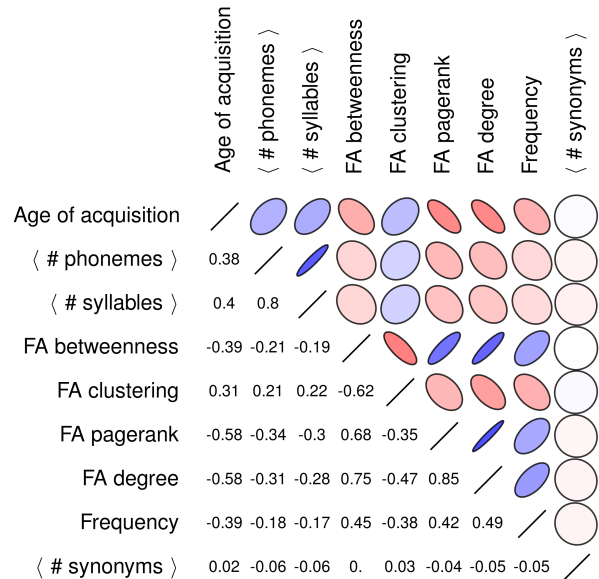 Age of acquisition
⟨ # phonemes ⟩
⟨ # syllables ⟩
FA betweenness
FA clustering
FA pagerank
FA degree
Frequency
⟨ # synonyms ⟩
Age of acquisition
⟨ # phonemes ⟩ 0.38
⟨ # syllables ⟩ 0.4 0.8
FA betweenness -0.39 -0.21 -0.19
FA clustering 0.31 0.21 0.22 -0.62
FA pagerank -0.58 -0.34 -0.3 0.68 -0.35
FA degree -0.58 -0.31 -0.28 0.75 -0.47 0.85
Frequency -0.39 -0.18 -0.17 0.45 -0.38 0.42 0.49
⟨ # synonyms ⟩ 0.02 -0.06 -0.06 0. 0.03 -0.04 -0.05 -0.05